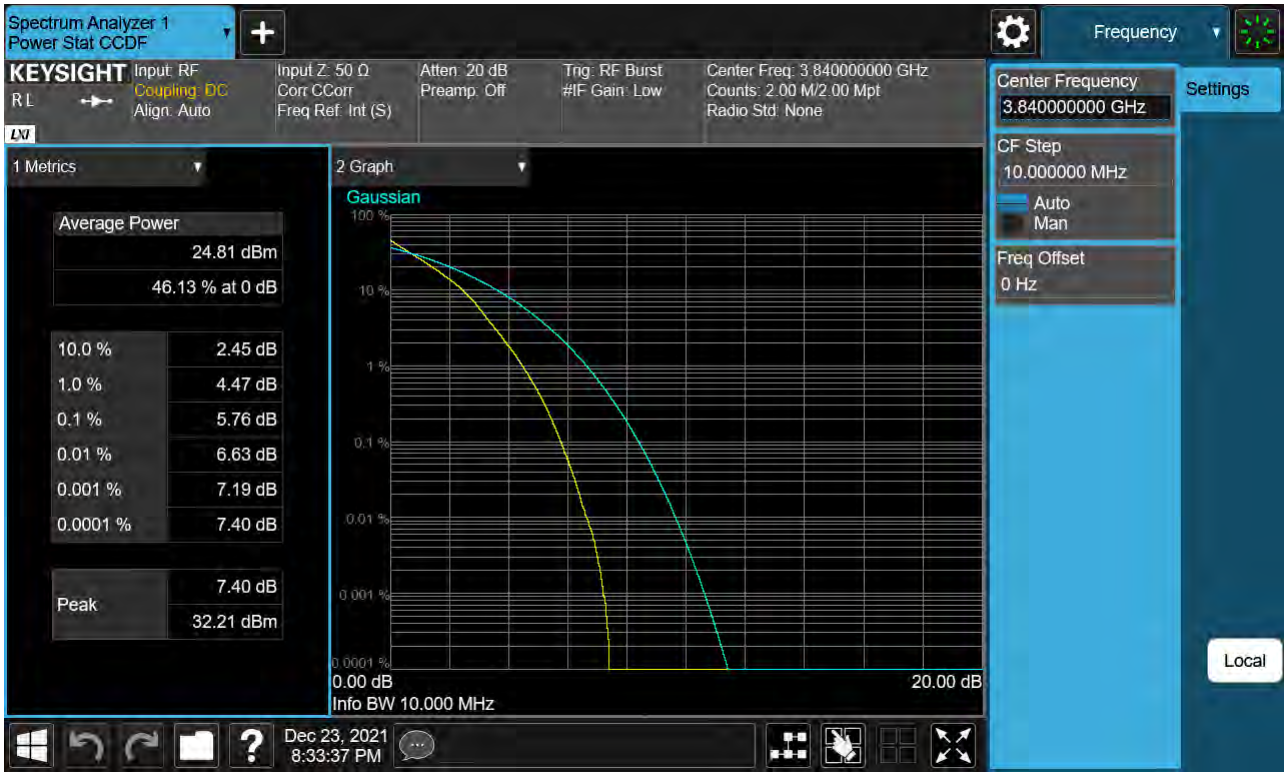 Spectrum Analyzer 1
Power Stat CCDF
+
Frequency
KEYSIGHT
R L
LXI
Input: RF
Coupling: DC
Align: Auto
Input Z: 50 Ω
Corr CCorr
Freq Ref: Int (S)
Atten: 20 dB
Preamp: Off
Trig: RF Burst
#IF Gain: Low
Center Freq: 3.840000000 GHz
Counts: 2.00 M/2.00 Mpt
Radio Std: None
Center Frequency
3.840000000 GHz
CF Step
10.000000 MHz
Auto
Man
Freq Offset
0 Hz
Settings
Local
1 Metrics
Average Power
24.81 dBm
46.13 % at 0 dB
10.0 % 2.45 dB
1.0 % 4.47 dB
0.1 % 5.76 dB
0.01 % 6.63 dB
0.001 % 7.19 dB
0.0001 % 7.40 dB
Peak
7.40 dB
32.21 dBm
2 Graph
Gaussian
100 %
10 %
1 %
0.1 %
0.01 %
0.001 %
0.0001 %
0.00 dB 20.00 dB
Info BW 10.000 MHz
?
Dec 23, 2021
8:33:37 PM